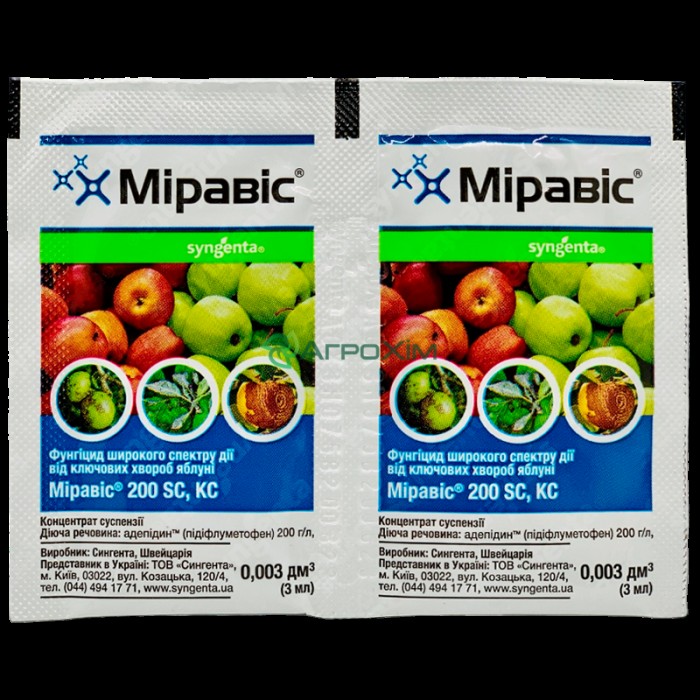 Міравіс®
syngenta®
АГРОХІМ
Фунгіцид широкого спектру дії
від ключових хвороб яблуні
Міравіс® 200 SC, КС
Концентрат суспензії
Діюча речовина: адепідин™ (підіфлуметофен) 200 г/л,
Виробник: Сингента, Швейцарія
Представник в Україні: ТОВ «Сингента»,
м. Київ, 03022, вул. Козацька, 120/4,
тел. (044) 494 17 71, www.syngenta.ua
0,003 дм³
(3 мл)
Міравіс®
syngenta®
Фунгіцид широкого спектру дії
від ключових хвороб яблуні
Міравіс® 200 SC, КС
Концентрат суспензії
Діюча речовина: адепідин™ (підіфлуметофен) 200 г/л,
Виробник: Сингента, Швейцарія
Представник в Україні: ТОВ «Сингента»,
м. Київ, 03022, вул. Козацька, 120/4,
тел. (044) 494 17 71, www.syngenta.ua
0,003 дм³
(3 мл)